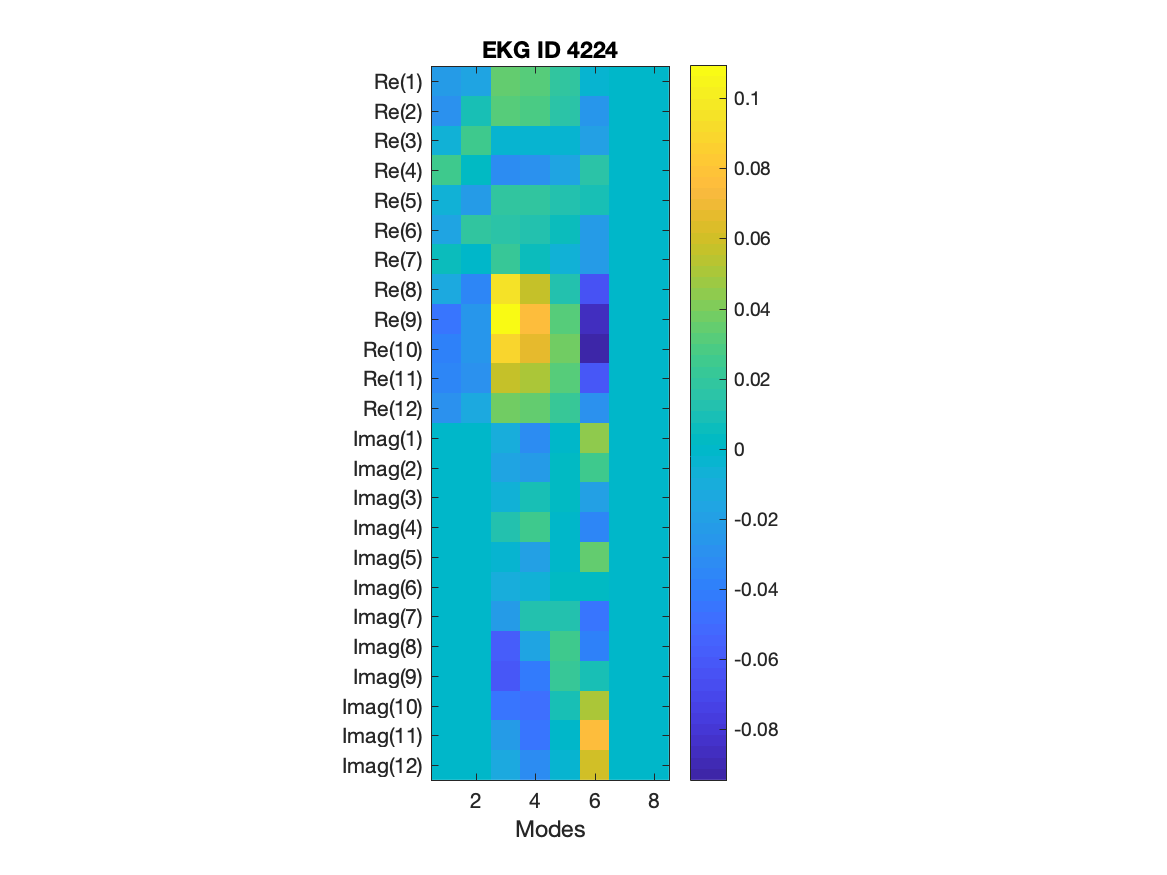 EKG ID 4224
Re(1)
Re(2)
Re(3)
Re(4)
Re(5)
Re(6)
Re(7)
Re(8)
Re(9)
Re(10)
Re(11)
Re(12)
Imag(1)
Imag(2)
Imag(3)
Imag(4)
Imag(5)
Imag(6)
Imag(7)
Imag(8)
Imag(9)
Imag(10)
Imag(11)
Imag(12)
2 4 6 8
Modes
0.1
0.08
0.06
0.04
0.02
0
-0.02
-0.04
-0.06
-0.08